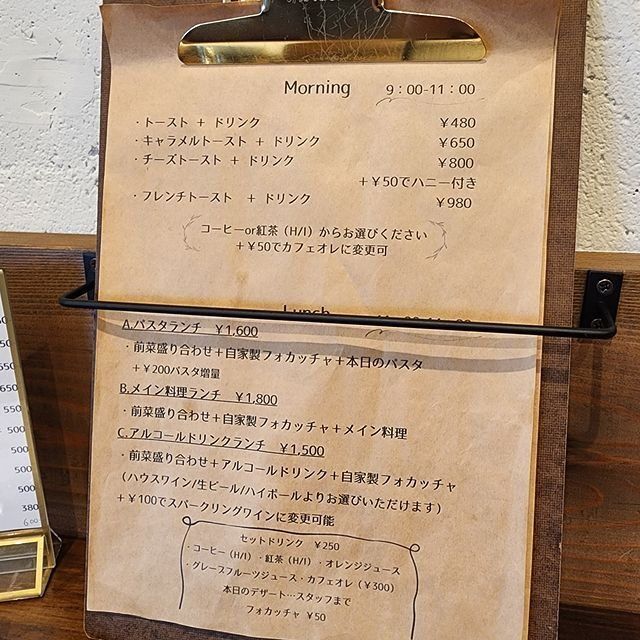 Morning 9：00-11：00
・トースト ＋ ドリンク ￥480
・キャラメルトースト ＋ ドリンク ￥650
・チーズトースト ＋ ドリンク ￥800
＋￥50でハニー付き
・フレンチトースト ＋ ドリンク ￥980
コーヒーor紅茶（H/I）からお選びください
＋￥50でカフェオレに変更可
Lunch
A.パスタランチ ￥1,600
・前菜盛り合わせ＋自家製フォカッチャ＋本日のパスタ
＋￥200パスタ増量
B.メイン料理ランチ ￥1,800
・前菜盛り合わせ＋自家製フォカッチャ＋メイン料理
C.アルコールドリンクランチ ￥1,500
・前菜盛り合わせ＋アルコールドリンク＋自家製フォカッチャ
（ハウスワイン/生ビール/ハイボールよりお選びいただけます）
＋￥100でスパークリングワインに変更可能
セットドリンク ￥250
・コーヒー（H/I）・紅茶（H/I）・オレンジジュース
・グレープフルーツジュース・カフェオレ（￥300）
本日のデザート…スタッフまで
フォカッチャ ￥50
650
550
500
500
500
380
600